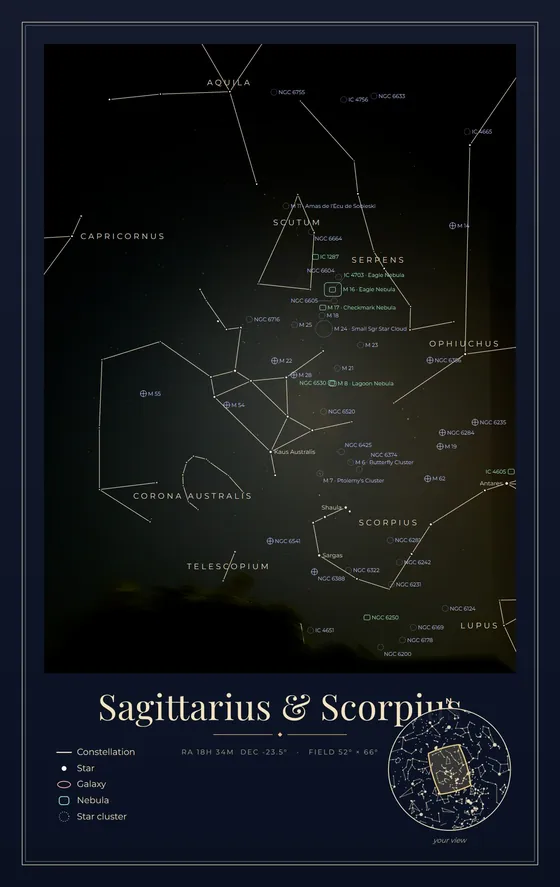 AQUILA
NGC 6755
IC 4756
NGC 6633
IC 4665
M 11 · Amas de l'Écu de Sobieski
SCUTUM
M 14
CAPRICORNUS
NGC 6664
IC 1287
SERPENS
NGC 6604
IC 4703 · Eagle Nebula
M 16 · Eagle Nebula
NGC 6605
M 17 · Checkmark Nebula
M 18
NGC 6716
M 25
M 24 · Small Sgr Star Cloud
M 23
OPHIUCHUS
M 22
NGC 6356
M 21
M 28
NGC 6530
M 8 · Lagoon Nebula
M 55
M 54
NGC 6520
NGC 6235
NGC 6284
NGC 6425
M 19
Kaus Australis
NGC 6374
M 6 · Butterfly Cluster
IC 4605
M 7 · Ptolemy's Cluster
M 62
Antares
CORONA AUSTRALIS
Shaula
SCORPIUS
NGC 6541
NGC 6281
Sargas
NGC 6242
TELESCOPIUM
NGC 6322
NGC 6388
NGC 6231
NGC 6124
NGC 6250
LUPUS
IC 4651
NGC 6169
NGC 6178
NGC 6200
Sagittarius & Scorpius
N
RA 18H 34M DEC -23.5° · FIELD 52° × 66°
Constellation
Star
Galaxy
Nebula
Star cluster
your view